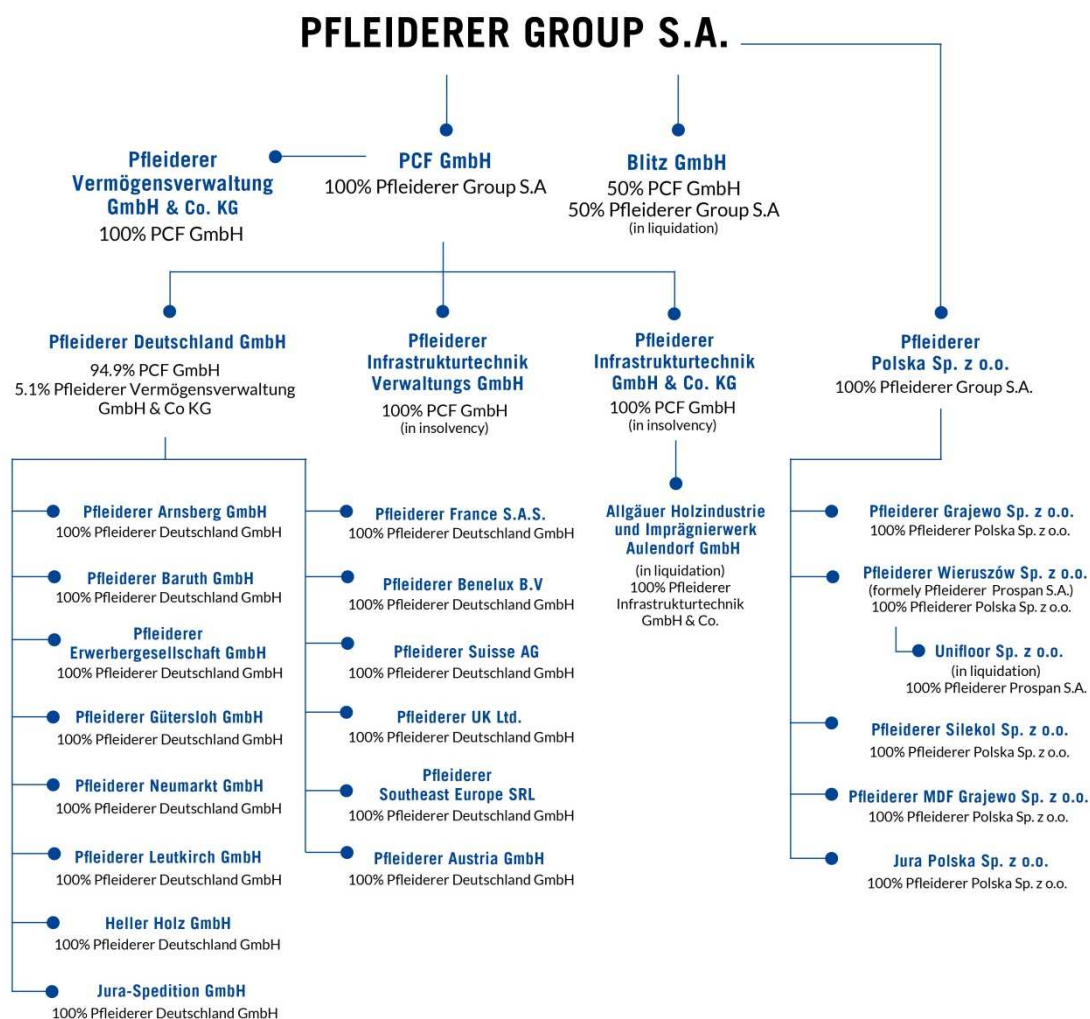 PFLEIDERER GROUP S.A.
Pfleiderer
Vermögensverwaltung
GmbH & Co. KG
100% PCF GmbH
PCF GmbH
100% Pfleiderer Group S.A
Blitz GmbH
50% PCF GmbH
50% Pfleiderer Group S.A
(in liquidation)
Pfleiderer Deutschland GmbH
94.9% PCF GmbH
5.1% Pfleiderer Vermögensverwaltung
GmbH & Co KG
Pfleiderer
Infrastrukturtechnik
Verwaltungs GmbH
100% PCF GmbH
(in insolvency)
Pfleiderer
Infrastrukturtechnik
GmbH & Co. KG
100% PCF GmbH
(in insolvency)
Pfleiderer
Polska Sp. z o.o.
100% Pfleiderer Group S.A.
Pfleiderer Arnsberg GmbH
100% Pfleiderer Deutschland GmbH
Pfleiderer Baruth GmbH
100% Pfleiderer Deutschland GmbH
Pfleiderer
Erwerbergesellschaft GmbH
100% Pfleiderer Deutschland GmbH
Pfleiderer Gütersloh GmbH
100% Pfleiderer Deutschland GmbH
Pfleiderer Neumarkt GmbH
100% Pfleiderer Deutschland GmbH
Pfleiderer Leutkirch GmbH
100% Pfleiderer Deutschland GmbH
Heller Holz GmbH
100% Pfleiderer Deutschland GmbH
Jura-Spedition GmbH
100% Pfleiderer Deutschland GmbH
Pfleiderer France S.A.S.
100% Pfleiderer Deutschland GmbH
Pfleiderer Benelux B.V
100% Pfleiderer Deutschland GmbH
Pfleiderer Suisse AG
100% Pfleiderer Deutschland GmbH
Pfleiderer UK Ltd.
100% Pfleiderer Deutschland GmbH
Pfleiderer
Southeast Europe SRL
100% Pfleiderer Deutschland GmbH
Pfleiderer Austria GmbH
100% Pfleiderer Deutschland GmbH
Allgäuer Holzindustrie
und Imprägnierwerk
Aulendorf GmbH
(in liquidation)
100% Pfleiderer
Infrastrukturtechnik
GmbH & Co.
Pfleiderer Grajewo Sp. z o.o.
100% Pfleiderer Polska Sp. z o.o.
Pfleiderer Wieruszów Sp. z o.o.
(formely Pfleiderer Prospan S.A.)
100% Pfleiderer Polska Sp. z o.o.
Unifloor Sp. z o.o.
(in liquidation)
100% Pfleiderer Prospan S.A.
Pfleiderer Silekol Sp. z o.o.
100% Pfleiderer Polska Sp. z o.o.
Pfleiderer MDF Grajewo Sp. z o.o.
100% Pfleiderer Polska Sp. z o.o.
Jura Polska Sp. z o.o.
100% Pfleiderer Polska Sp. z o.o.